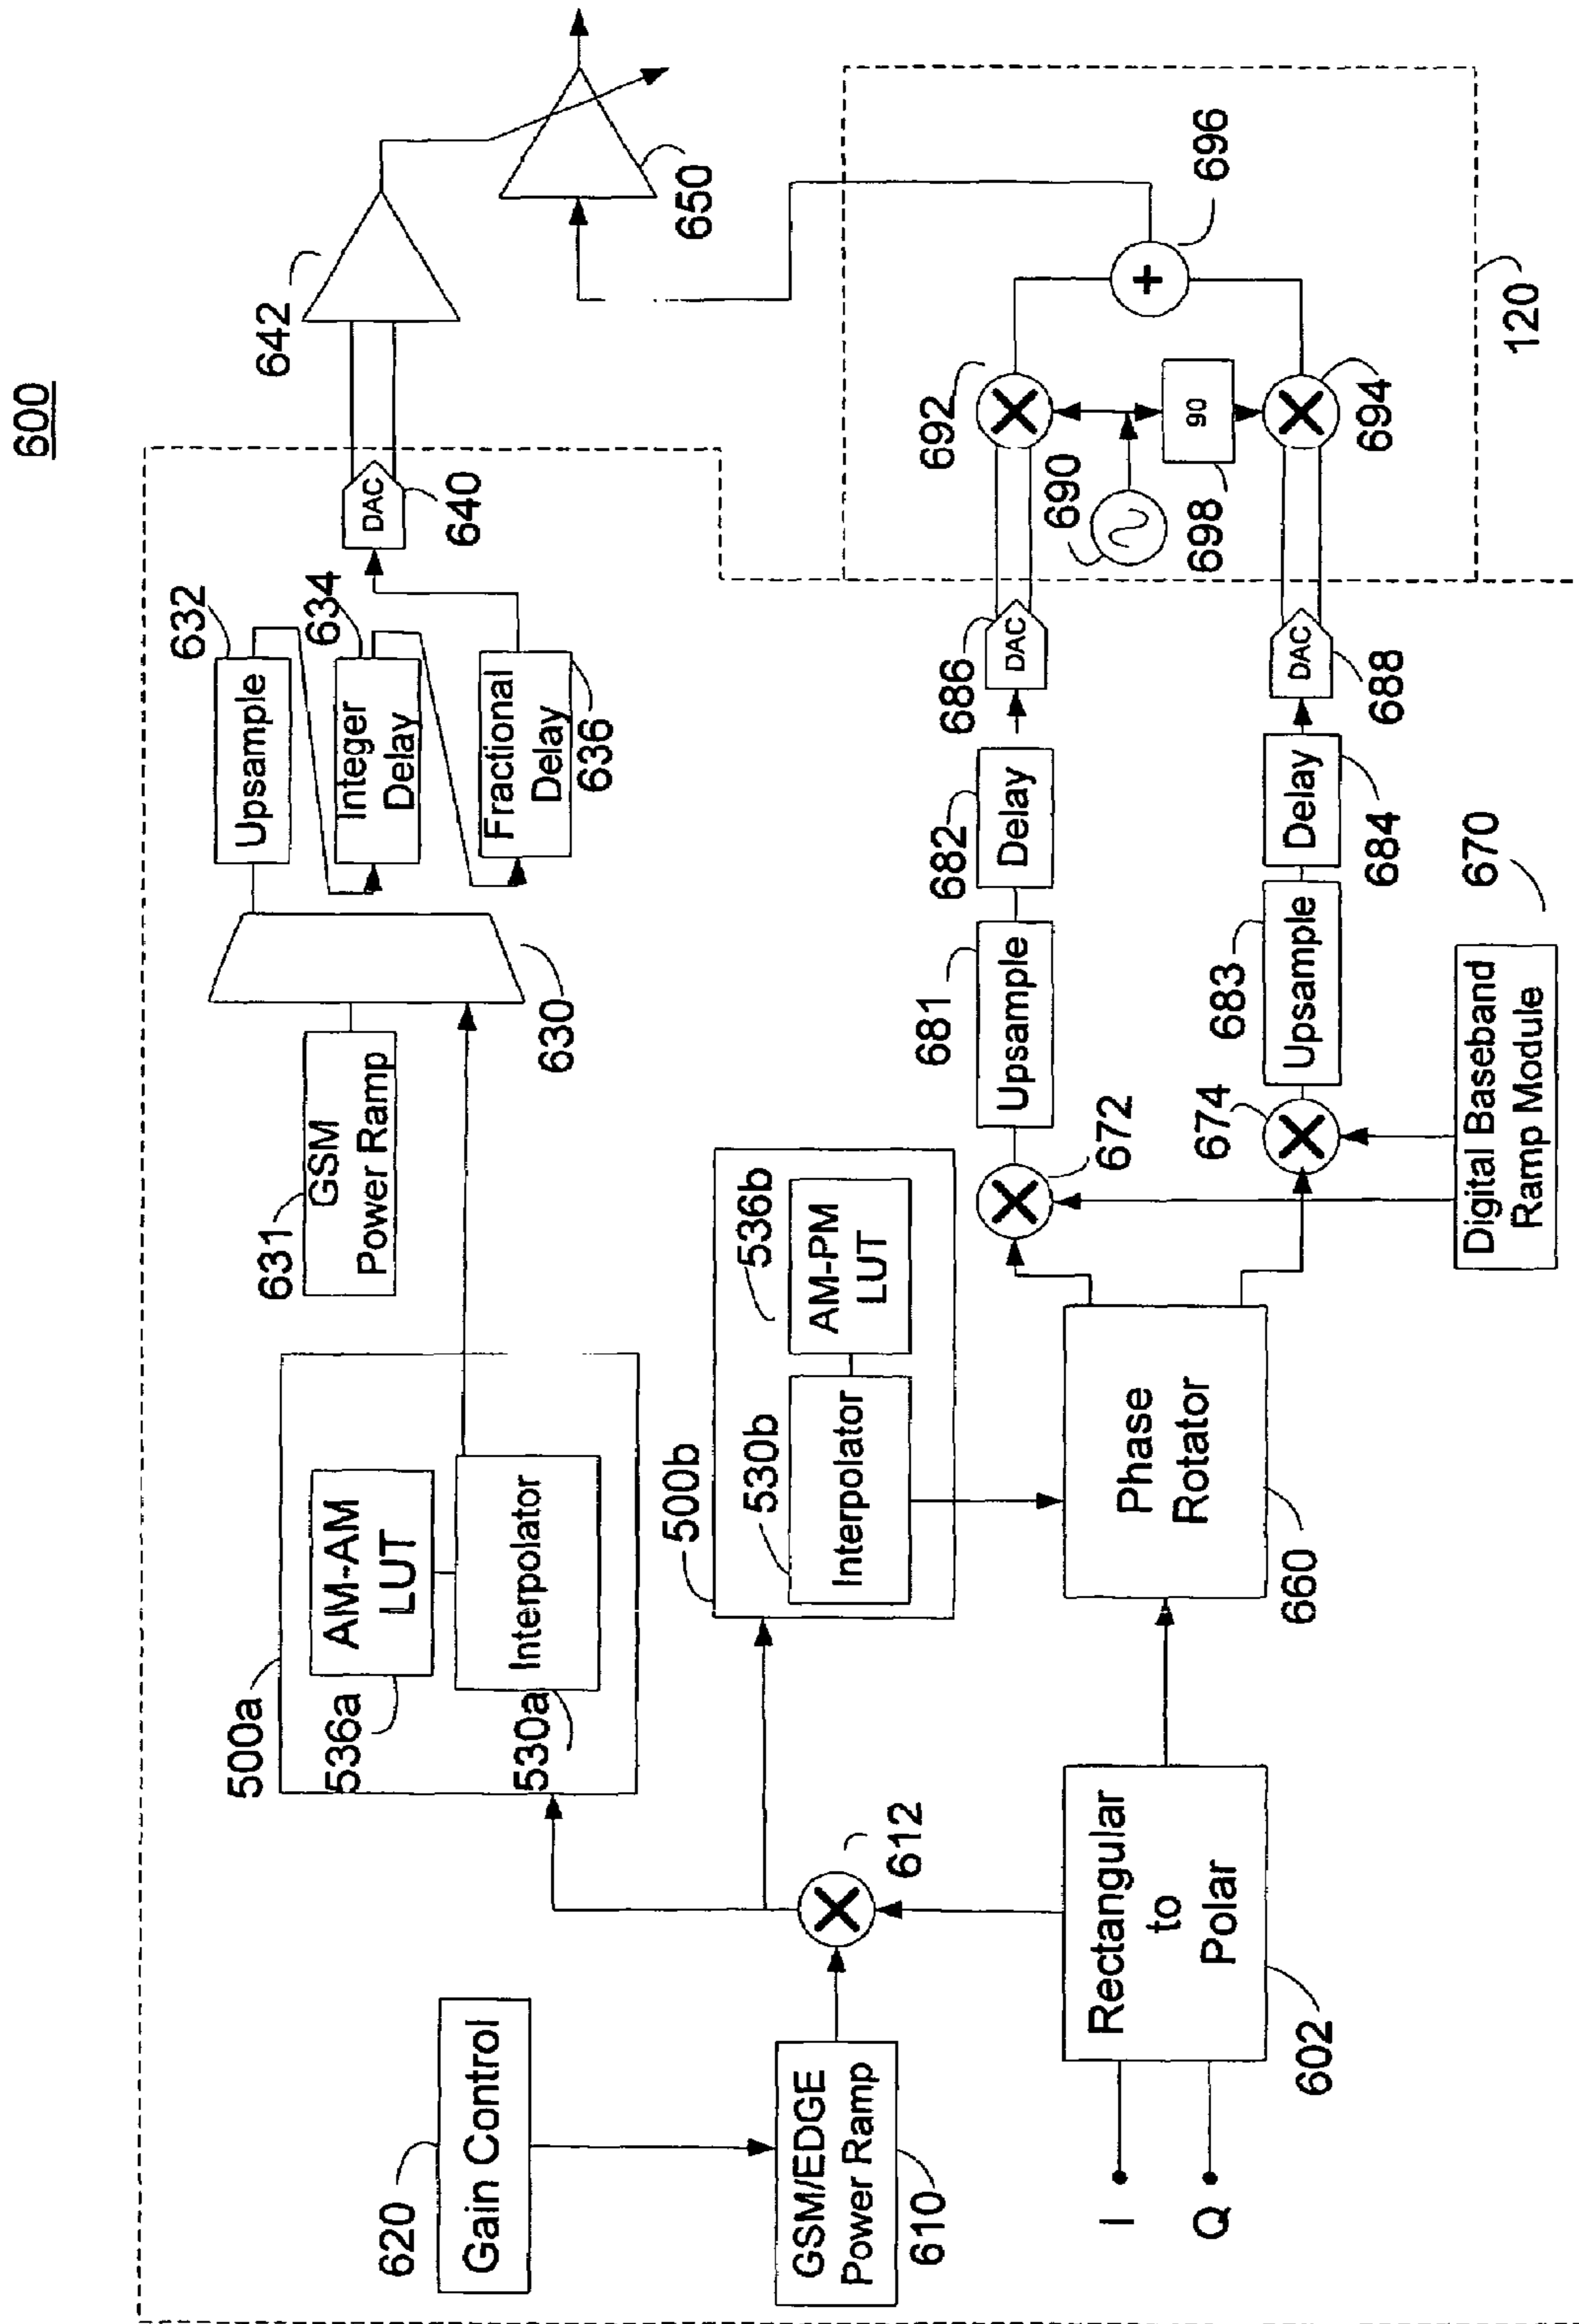 600
620
Gain Control
GSM/EDGE
Power Ramp
610
I
Q
Rectangular
to
Polar
602
612
500a
AM-AM
LUT
536a
Interpolator
530a
500b
Interpolator
530b
AM-PM
LUT
536b
Phase
Rotator
660
631
GSM
Power Ramp
630
Upsample
632
Integer
Delay
634
Fractional
Delay
636
DAC
640
642
650
672
674
Upsample
681
Delay
682
Upsample
683
Delay
684
Digital Baseband
Ramp Module
670
DAC
686
DAC
688
690
692
694
90
698
696
120